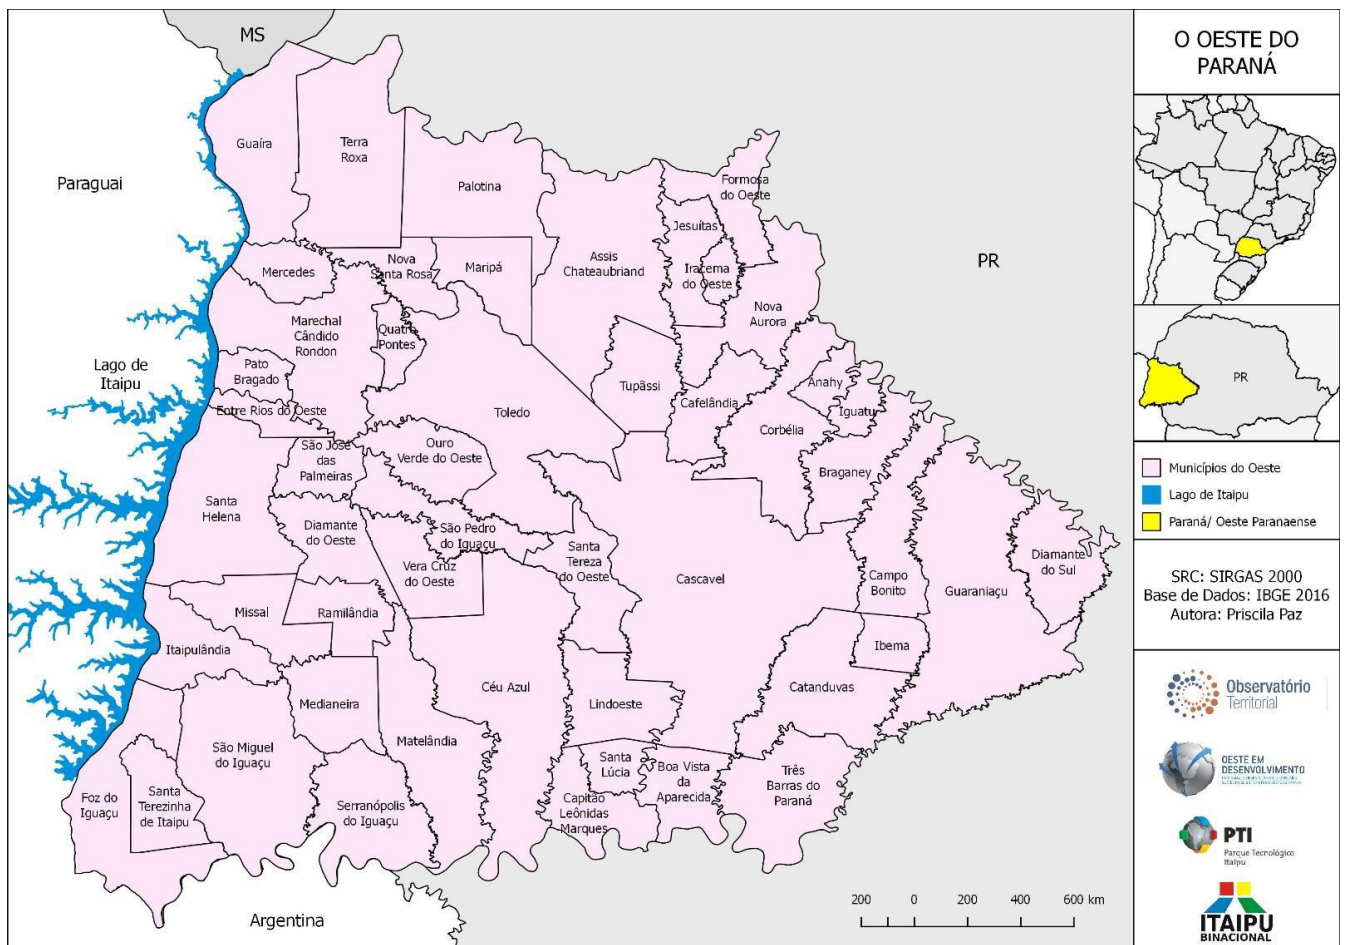 MS
Guaíra
Terra
Roxa
Paraguai
Palotina
Formosa
do Oeste
Jesuítas
Assis
Chateaubriand
Iracema
do Oeste
PR
Mercedes
Nova
Santa Rosa
Maripá
Nova
Aurora
Marechal
Cândido
Rondon
Quatro
Pontes
Lago de
Itaipu
Pato
Bragado
Tupãssi
Anahy
Cafelândia
Iguatu
Entre Rios do Oeste
Toledo
Corbélia
Ouro
Verde do Oeste
São José
das
Palmeiras
Braganey
Santa
Helena
Diamante
do Oeste
São Pedro
do Iguaçu
Vera Cruz
do Oeste
Santa
Tereza
do Oeste
Cascavel
Campo
Bonito
Guaraniaçu
Diamante
do Sul
Missal
Ramilândia
Itaipulândia
Ibema
Céu Azul
Catanduvas
Medianeira
Lindoeste
Matelândia
São Miguel
do Iguaçu
Santa
Lúcia
Boa Vista
da
Aparecida
Três
Barras do
Paraná
Foz do
Iguaçu
Santa
Terezinha
de Itaipu
Serranópolis
do Iguaçu
Capitão
Leônidas
Marques
Argentina
200 0 200 400 600 km
O OESTE DO
PARANÁ
PR
Municípios do Oeste
Lago de Itaipu
Paraná/ Oeste Paranaense
SRC: SIRGAS 2000
Base de Dados: IBGE 2016
Autora: Priscila Paz
Observatório
Territorial
OESTE EM
DESENVOLVIMENTO
PTI
Parque Tecnológico
Itaipu
ITAIPU
BINACIONAL